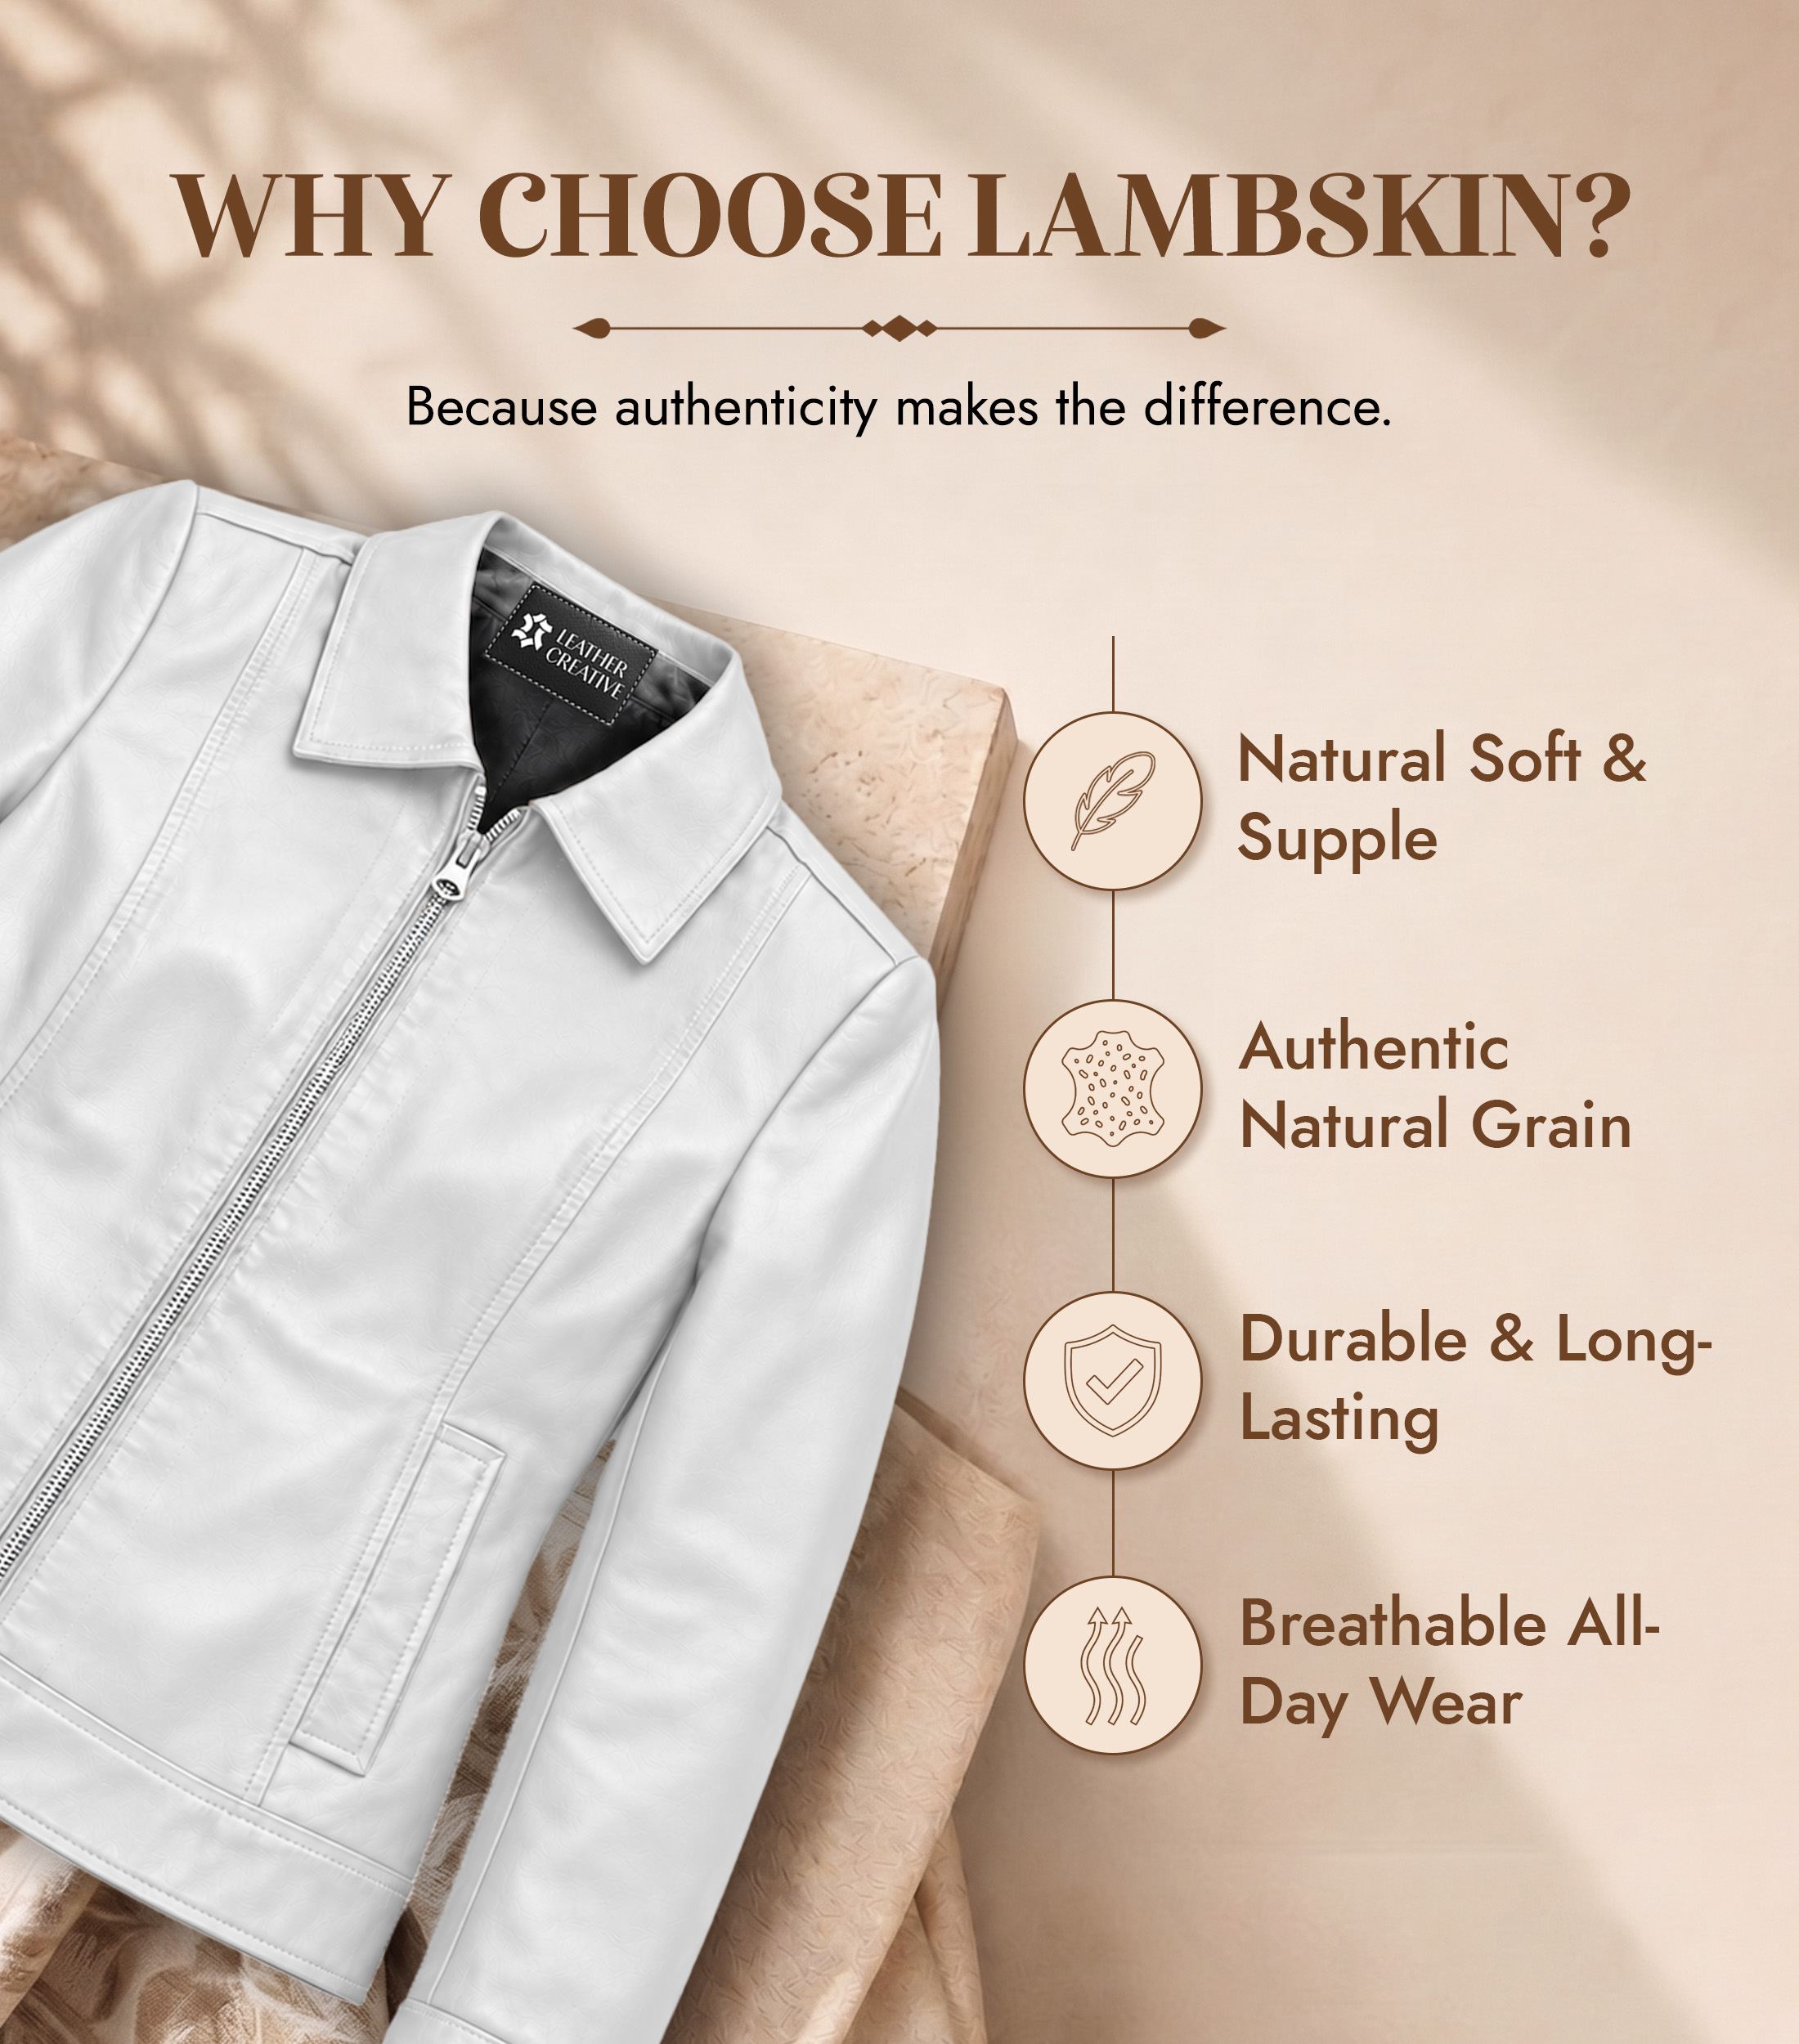 WHY CHOOSE LAMBSKIN?
Because authenticity makes the difference.
LEATHER
CREATIVE
Natural Soft &
Supple
Authentic
Natural Grain
Durable & Long-
Lasting
Breathable All-
Day Wear